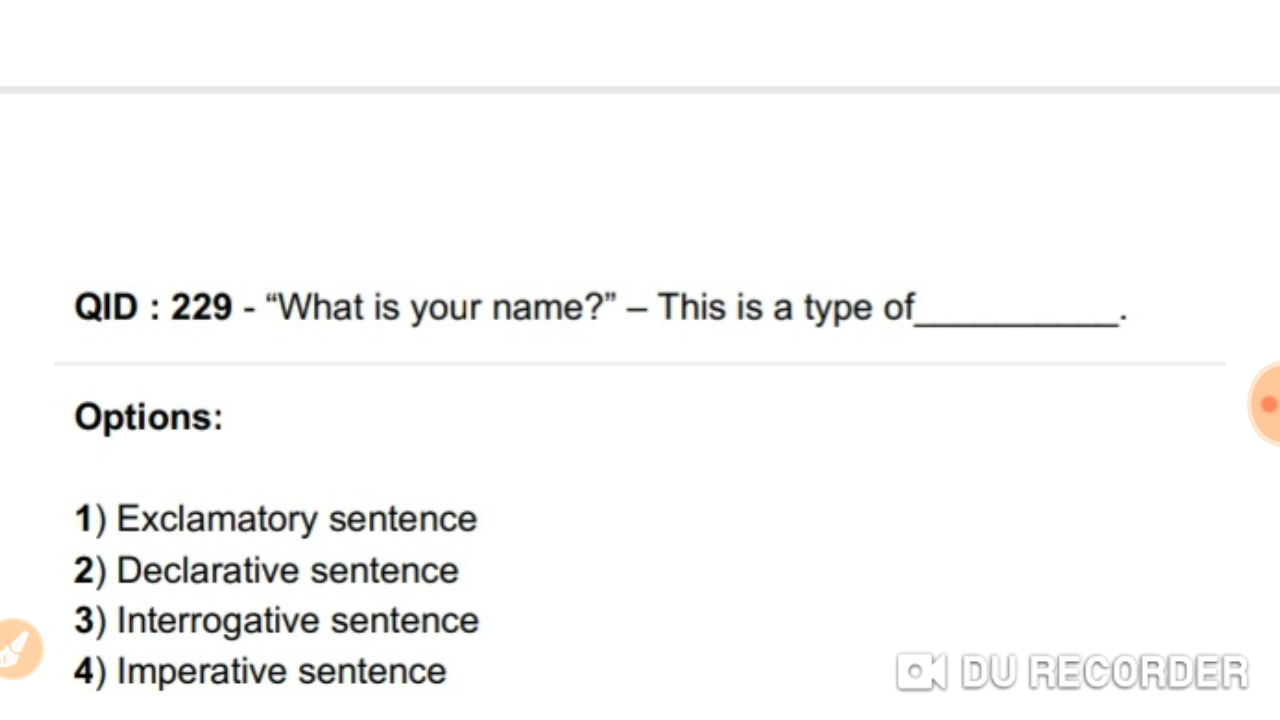 QID : 229 - “What is your name?” – This is a type of__________.
Options:
1) Exclamatory sentence
2) Declarative sentence
3) Interrogative sentence
4) Imperative sentence
DU RECORDER